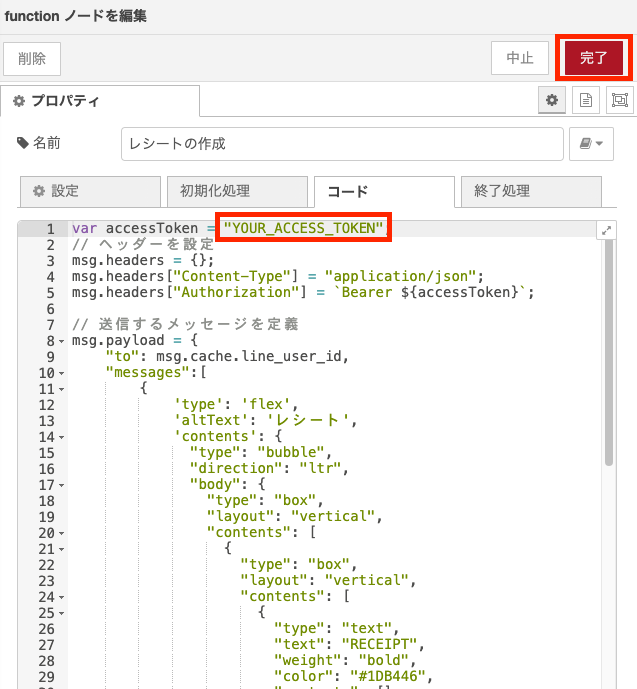 function ノードを編集
削除
中止
完了
プロパティ
名前
レシートの作成
設定
初期化処理
コード
終了処理
1 var accessToken = "YOUR_ACCESS_TOKEN";
2 // ヘッダーを設定
3 msg.headers = {};
4 msg.headers["Content-Type"] = "application/json";
5 msg.headers["Authorization"] = `Bearer ${accessToken}`;
6
7 // 送信するメッセージを定義
8 msg.payload = {
9 "to": msg.cache.line_user_id,
10 "messages":[
11 {
12 'type': 'flex',
13 'altText': 'レシート',
14 'contents': {
15 "type": "bubble",
16 "direction": "ltr",
17 "body": {
18 "type": "box",
19 "layout": "vertical",
20 "contents": [
21 {
22 "type": "box",
23 "layout": "vertical",
24 "contents": [
25 {
26 "type": "text",
27 "text": "RECEIPT",
28 "weight": "bold",
29 "color": "#1DB446",